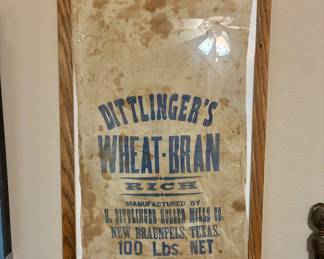 DITTLINGER'S
WHEAT-BRAN
RICH
MANUFACTURED BY
H. DITTLINGER ROLLER MILLS CO.
NEW BRAUNFELS, TEXAS.
100 Lbs. NET